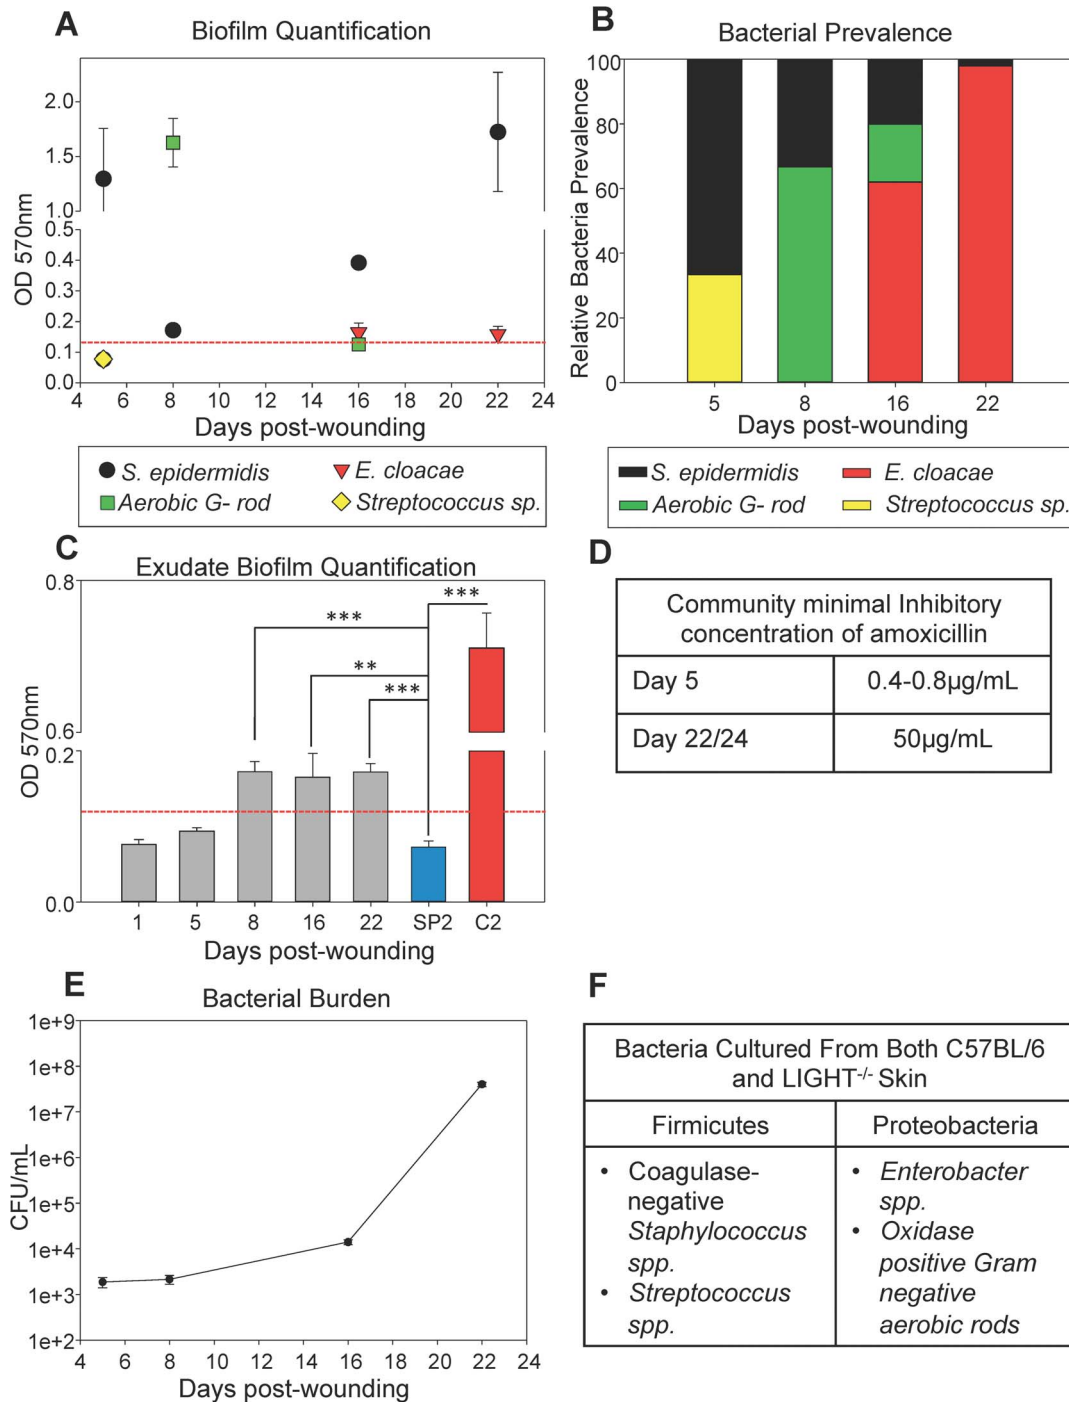 A
Biofilm Quantification
2.0
1.5
1.0
0.5
0.4
0.3
0.2
0.1
0.0
OD 570nm
4 6 8 10 12 14 16 18 20 22 24
Days post-wounding
S. epidermidis
E. cloacae
Aerobic G- rod
Streptococcus sp.
B
Bacterial Prevalence
100
80
60
40
20
0
Relative Bacteria Prevalence
5 8 16 22
Days post-wounding
S. epidermidis
E. cloacae
Aerobic G- rod
Streptococcus sp.
C
Exudate Biofilm Quantification
0.8
0.6
0.2
0.0
OD 570nm
***
***
**
***
1 5 8 16 22 SP2 C2
Days post-wounding
D
Community minimal Inhibitory
concentration of amoxicillin
Day 5 0.4-0.8µg/mL
Day 22/24 50µg/mL
E
Bacterial Burden
1e+9
1e+8
1e+7
1e+6
1e+5
1e+4
1e+3
1e+2
CFU/mL
4 6 8 10 12 14 16 18 20 22 24
Days post-wounding
F
Bacteria Cultured From Both C57BL/6
and LIGHT-/- Skin
Firmicutes
Proteobacteria
• Coagulase-
negative
Staphylococcus
spp.
• Streptococcus
spp.
• Enterobacter
spp.
• Oxidase
positive Gram
negative
aerobic rods